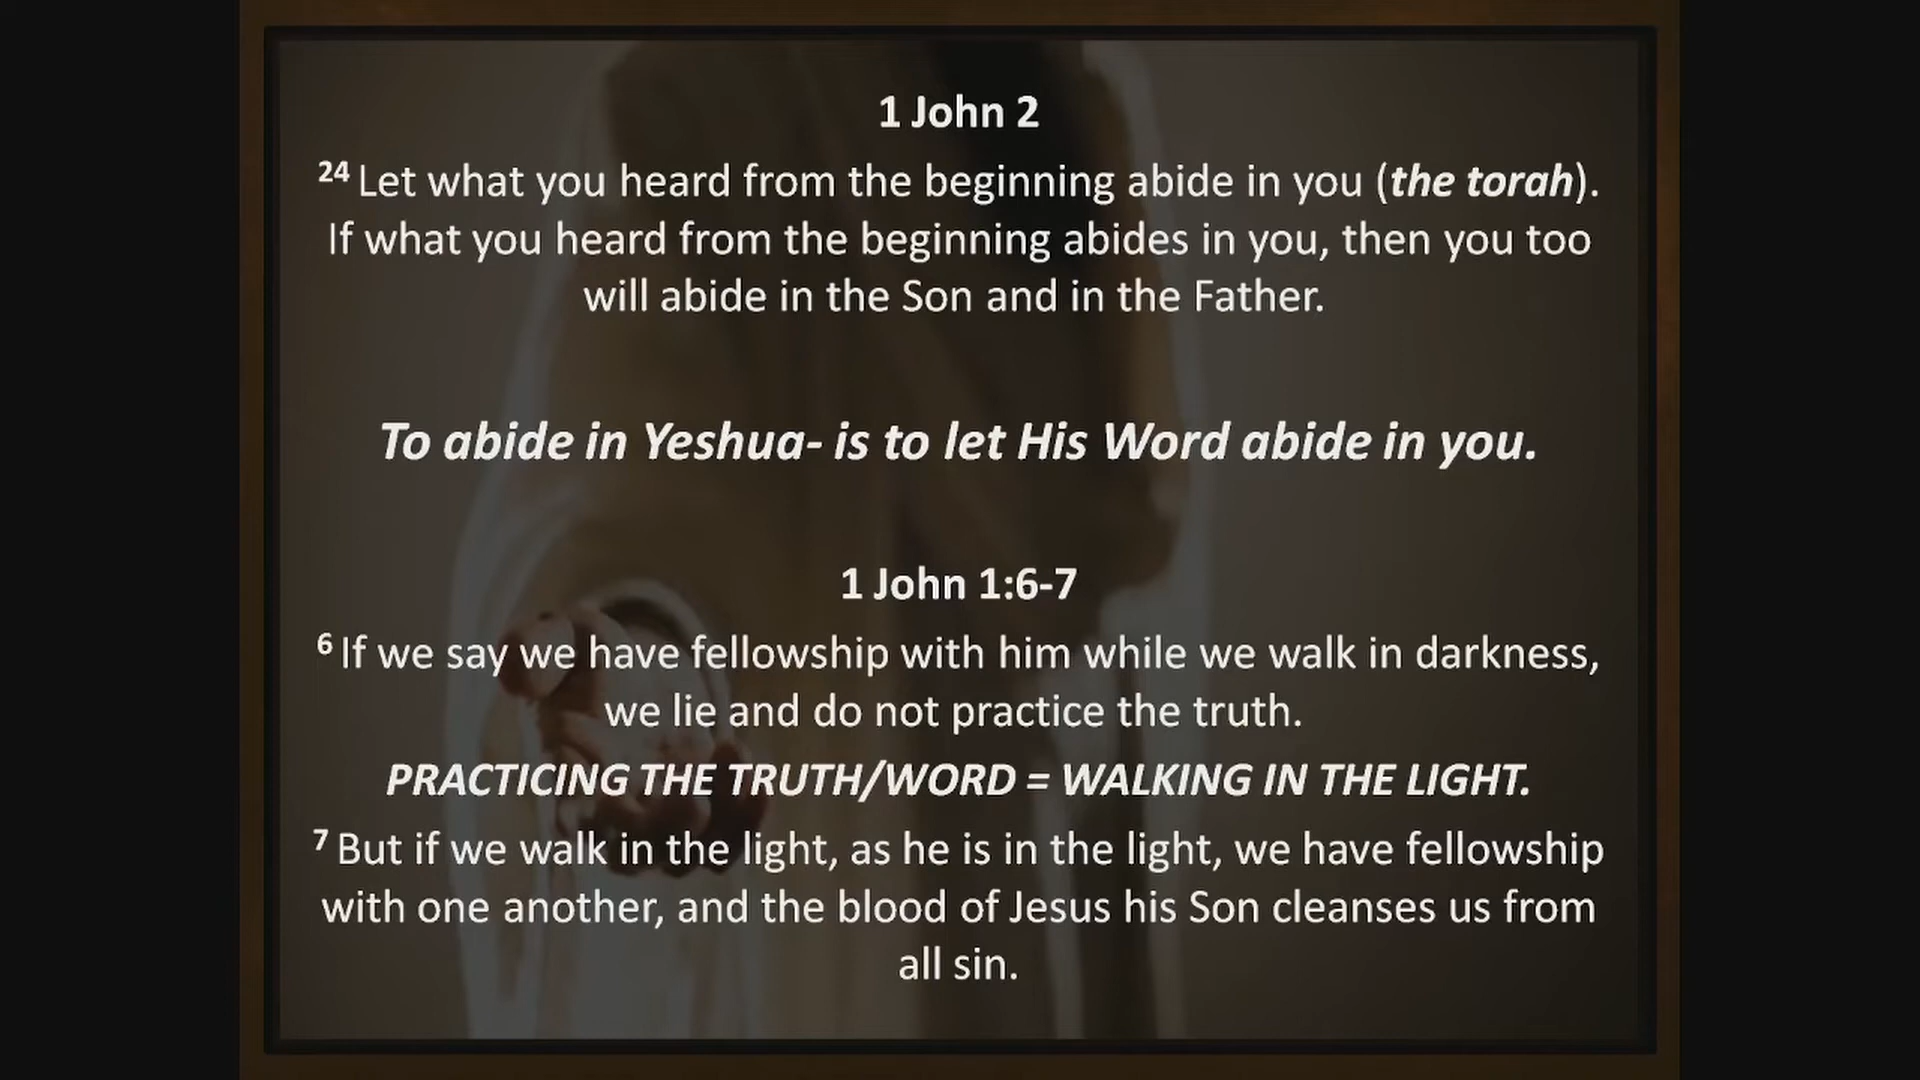 1 John 2
24 Let what you heard from the beginning abide in you (the torah).
If what you heard from the beginning abides in you, then you too
will abide in the Son and in the Father.
To abide in Yeshua- is to let His Word abide in you.
1 John 1:6-7
6 If we say we have fellowship with him while we walk in darkness,
we lie and do not practice the truth.
PRACTICING THE TRUTH/WORD = WALKING IN THE LIGHT.
7 But if we walk in the light, as he is in the light, we have fellowship
with one another, and the blood of Jesus his Son cleanses us from
all sin.